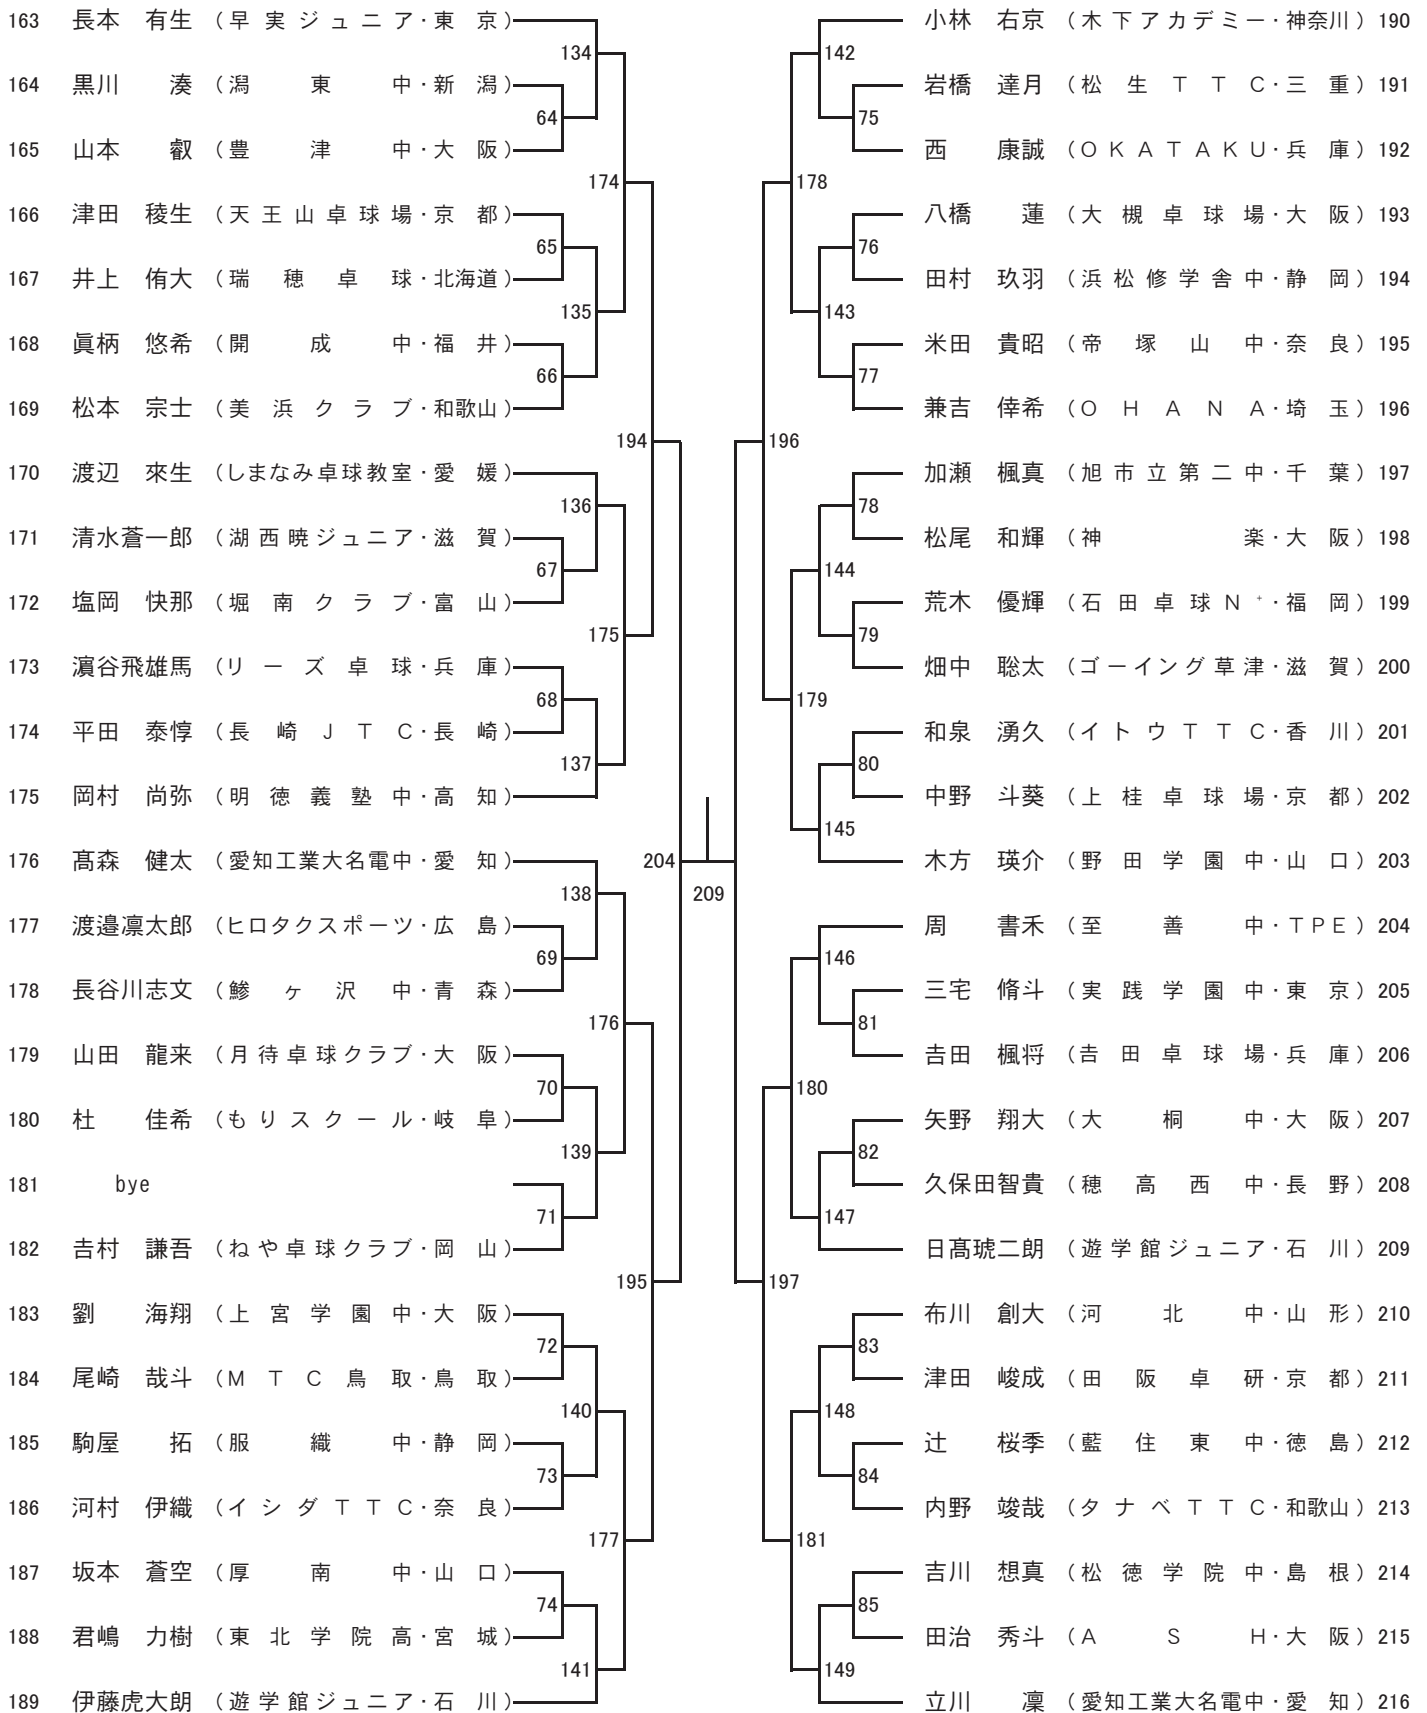 163 長本 有生 (早実ジュニア・東京)
134
164 黒川 湊 (潟東中・新潟)
64
165 山本 叡 (豊津中・大阪)
174
166 津田 稜生 (天王山卓球場・京都)
65
167 井上 侑大 (瑞穂卓球・北海道)
135
168 眞柄 悠希 (開成中・福井)
66
169 松本 宗士 (美浜クラブ・和歌山)
194
170 渡辺 來生 (しまなみ卓球教室・愛媛)
136
171 清水蒼一郎 (湖西暁ジュニア・滋賀)
67
172 塩岡 快那 (堀南クラブ・富山)
175
173 濵谷飛雄馬 (リーズ卓球・兵庫)
68
174 平田 泰惇 (長崎JTC・長崎)
137
175 岡村 尚弥 (明徳義塾中・高知)
176 髙森 健太 (愛知工業大名電中・愛知)
204
138
209
177 渡邉凛太郎 (ヒロタクスポーツ・広島)
69
178 長谷川志文 (鰺ヶ沢中・青森)
176
179 山田 龍来 (月待卓球クラブ・大阪)
70
180 杜 佳希 (もりスクール・岐阜)
139
181 bye
71
182 𠮷村 謙吾 (ねや卓球クラブ・岡山)
195
183 劉 海翔 (上宮学園中・大阪)
72
184 尾崎 哉斗 (MTC鳥取・鳥取)
140
185 駒屋 拓 (服織中・静岡)
73
186 河村 伊織 (イシダTTC・奈良)
177
187 坂本 蒼空 (厚南中・山口)
74
188 君嶋 力樹 (東北学院高・宮城)
141
189 伊藤虎大朗 (遊学館ジュニア・石川)
小林 右京 (木下アカデミー・神奈川) 190
142
岩橋 達月 (松生TTC・三重) 191
75
西 康誠 (OKATAKU・兵庫) 192
178
八橋 蓮 (大槻卓球場・大阪) 193
76
田村 玖羽 (浜松修学舎中・静岡) 194
143
米田 貴昭 (帝塚山中・奈良) 195
77
兼吉 倖希 (OHANA・埼玉) 196
196
加瀬 楓真 (旭市立第二中・千葉) 197
78
松尾 和輝 (神楽・大阪) 198
144
荒木 優輝 (石田卓球N⁺・福岡) 199
79
畑中 聡太 (ゴーイング草津・滋賀) 200
179
和泉 湧久 (イトウTTC・香川) 201
80
中野 斗葵 (上桂卓球場・京都) 202
145
木方 瑛介 (野田学園中・山口) 203
周 書禾 (至善中・TPE) 204
146
三宅 脩斗 (実践学園中・東京) 205
81
𠮷田 楓将 (𠮷田卓球場・兵庫) 206
180
矢野 翔大 (大桐中・大阪) 207
82
久保田智貴 (穂高西中・長野) 208
147
日髙琥二朗 (遊学館ジュニア・石川) 209
197
布川 創大 (河北中・山形) 210
83
津田 峻成 (田阪卓研・京都) 211
148
辻 桜季 (藍住東中・徳島) 212
84
内野 竣哉 (タナベTTC・和歌山) 213
181
吉川 想真 (松徳学院中・島根) 214
85
田治 秀斗 (ASH・大阪) 215
149
立川 凜 (愛知工業大名電中・愛知) 216